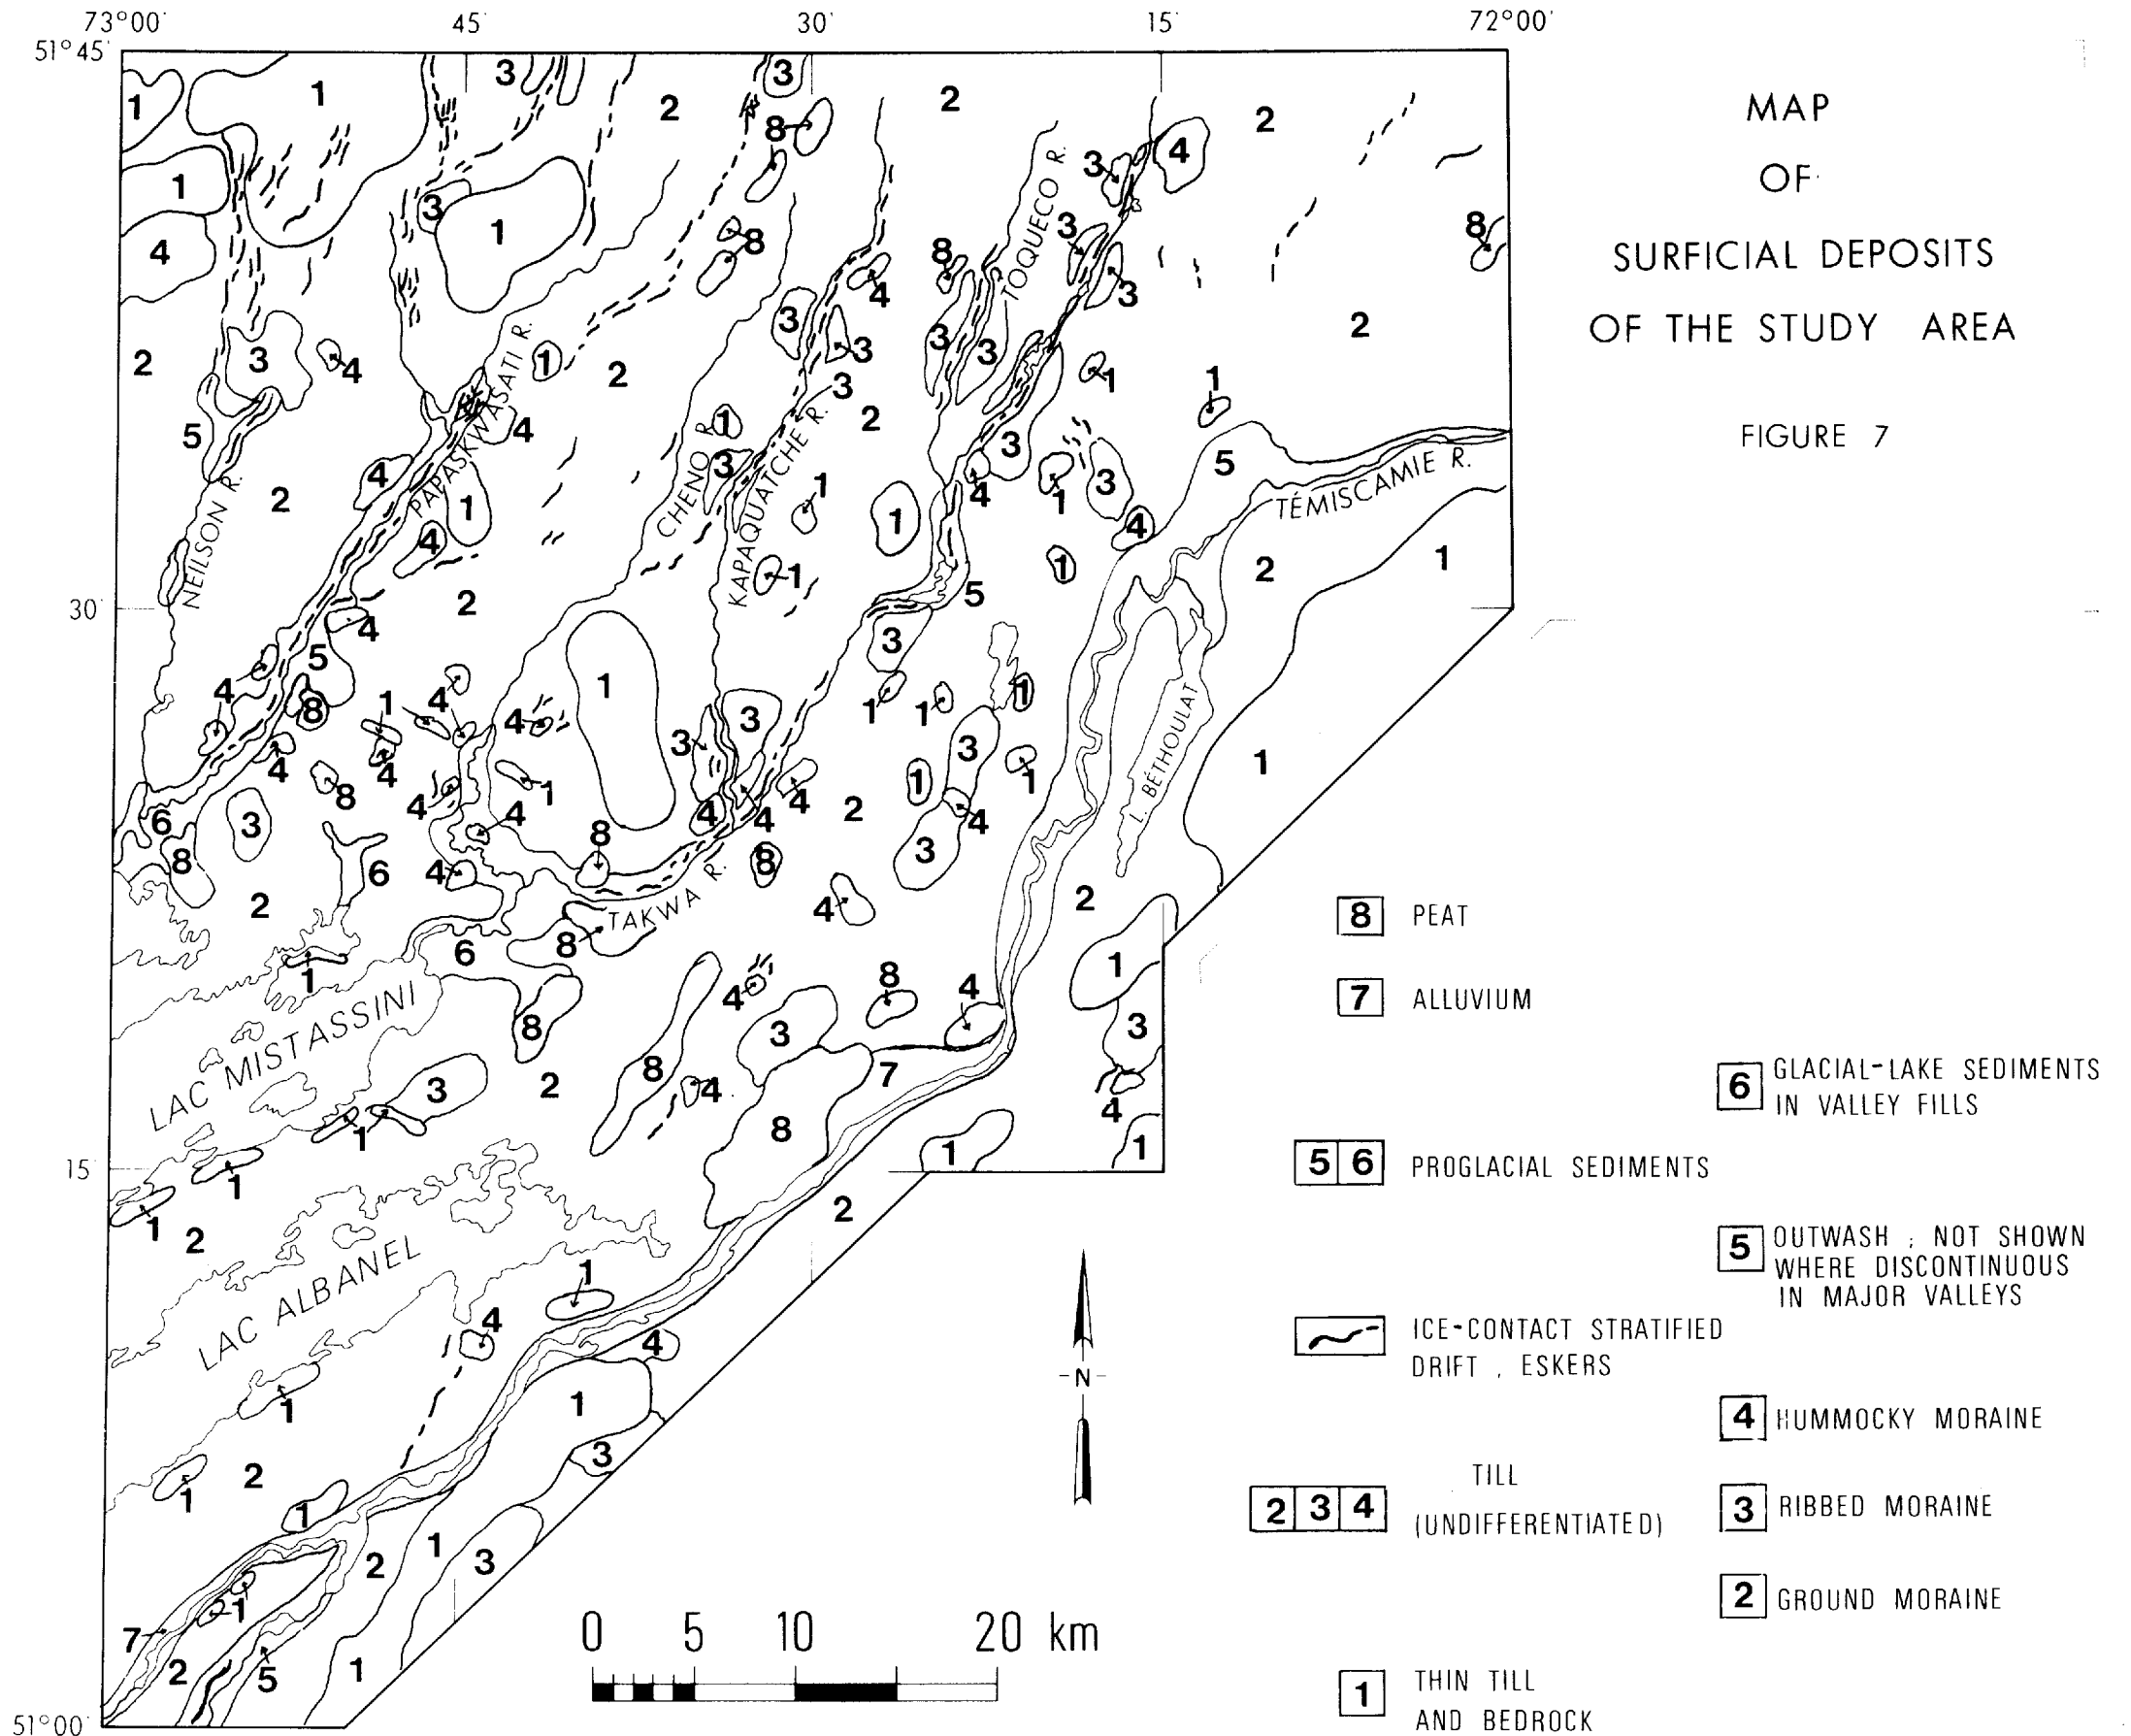 73°00' 45' 30' 15' 72°00'
51°45'
30'
15'
51°00'
MAP
OF
SURFICIAL DEPOSITS
OF THE STUDY AREA
FIGURE 7
NEILSON R.
PAPASKWASATI R.
CHENO R.
KAPAQUATCHE R.
TOQUECO R.
TÉMISCAMIE R.
L. BÉTHOULAT
TAKWA R.
LAC MISTASSINI
LAC ALBANEL
8 PEAT
7 ALLUVIUM
6 GLACIAL-LAKE SEDIMENTS
IN VALLEY FILLS
5 6 PROGLACIAL SEDIMENTS
5 OUTWASH ; NOT SHOWN
WHERE DISCONTINUOUS
IN MAJOR VALLEYS
ICE-CONTACT STRATIFIED
DRIFT , ESKERS
4 HUMMOCKY MORAINE
2 3 4 TILL
(UNDIFFERENTIATED)
3 RIBBED MORAINE
2 GROUND MORAINE
1 THIN TILL
AND BEDROCK
-N-
0 5 10 20 km